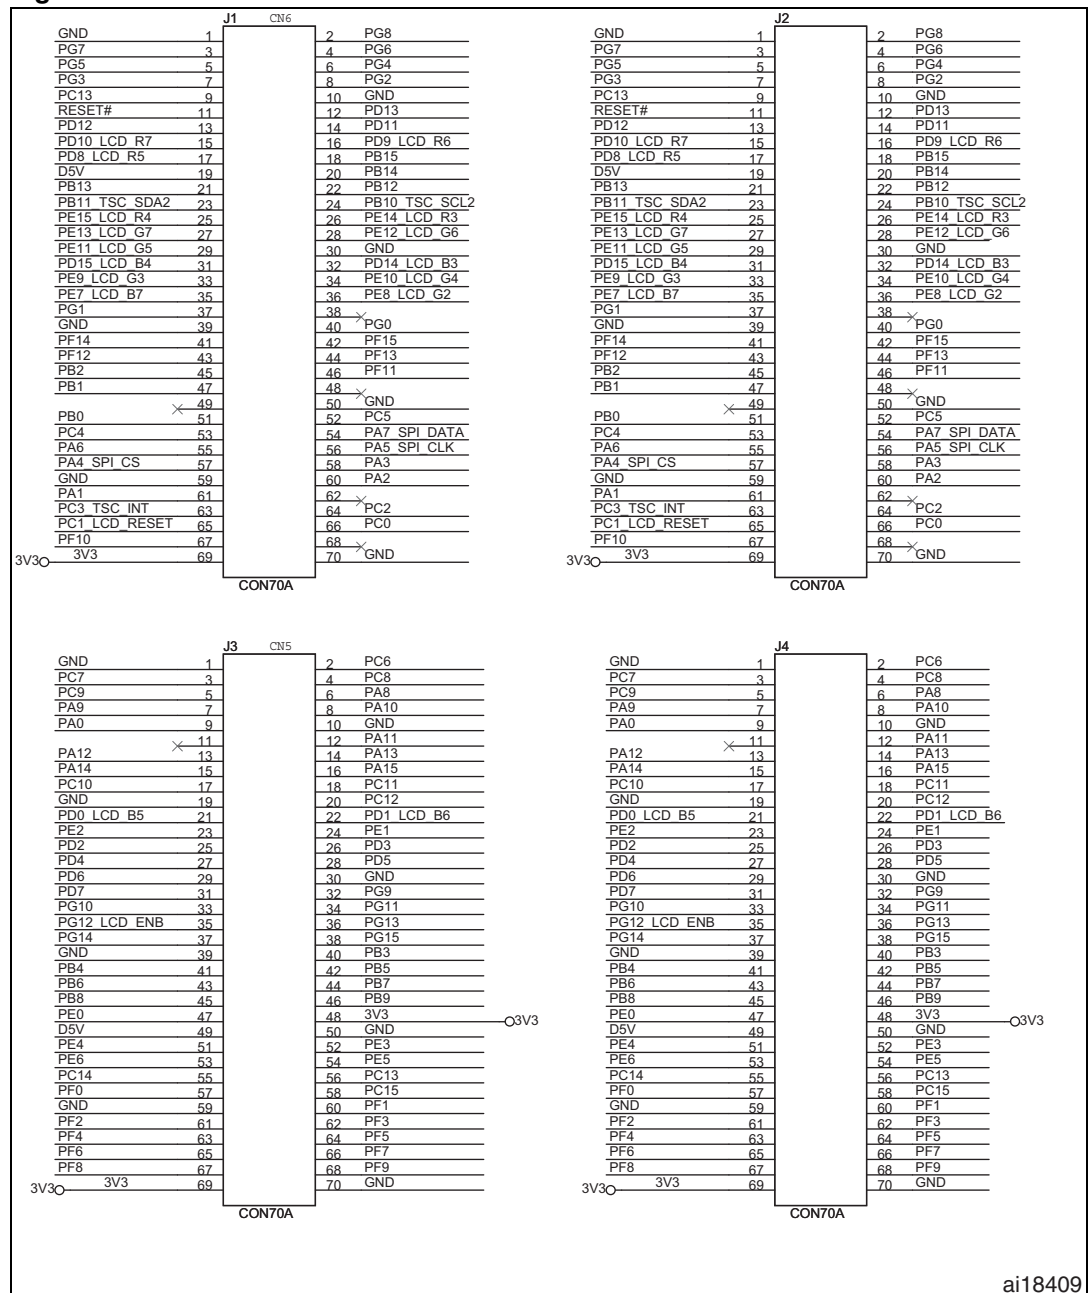 J1 CN6
GND 1 2 PG8
PG7 3 4 PG6
PG5 5 6 PG4
PG3 7 8 PG2
PC13 9 10 GND
RESET# 11 12 PD13
PD12 13 14 PD11
PD10_LCD_R7 15 16 PD9_LCD_R6
PD8_LCD_R5 17 18 PB15
D5V 19 20 PB14
PB13 21 22 PB12
PB11_TSC_SDA2 23 24 PB10_TSC_SCL2
PE15_LCD_R4 25 26 PE14_LCD_R3
PE13_LCD_G7 27 28 PE12_LCD_G6
PE11_LCD_G5 29 30 GND
PD15_LCD_B4 31 32 PD14_LCD_B3
PE9_LCD_G3 33 34 PE10_LCD_G4
PE7_LCD_B7 35 36 PE8_LCD_G2
PG1 37 38
GND 39 40 PG0
PF14 41 42 PF15
PF12 43 44 PF13
PB2 45 46 PF11
PB1 47 48
49 50 GND
PB0 51 52 PC5
PC4 53 54 PA7_SPI_DATA
PA6 55 56 PA5_SPI_CLK
PA4_SPI_CS 57 58 PA3
GND 59 60 PA2
PA1 61 62
PC3_TSC_INT 63 64 PC2
PC1_LCD_RESET 65 66 PC0
PF10 67 68
3V3 3V3 69 70 GND
CON70A
J2
GND 1 2 PG8
PG7 3 4 PG6
PG5 5 6 PG4
PG3 7 8 PG2
PC13 9 10 GND
RESET# 11 12 PD13
PD12 13 14 PD11
PD10_LCD_R7 15 16 PD9_LCD_R6
PD8_LCD_R5 17 18 PB15
D5V 19 20 PB14
PB13 21 22 PB12
PB11_TSC_SDA2 23 24 PB10_TSC_SCL2
PE15_LCD_R4 25 26 PE14_LCD_R3
PE13_LCD_G7 27 28 PE12_LCD_G6
PE11_LCD_G5 29 30 GND
PD15_LCD_B4 31 32 PD14_LCD_B3
PE9_LCD_G3 33 34 PE10_LCD_G4
PE7_LCD_B7 35 36 PE8_LCD_G2
PG1 37 38
GND 39 40 PG0
PF14 41 42 PF15
PF12 43 44 PF13
PB2 45 46 PF11
PB1 47 48
49 50 GND
PB0 51 52 PC5
PC4 53 54 PA7_SPI_DATA
PA6 55 56 PA5_SPI_CLK
PA4_SPI_CS 57 58 PA3
GND 59 60 PA2
PA1 61 62
PC3_TSC_INT 63 64 PC2
PC1_LCD_RESET 65 66 PC0
PF10 67 68
3V3 3V3 69 70 GND
CON70A
J3 CN5
GND 1 2 PC6
PC7 3 4 PC8
PC9 5 6 PA8
PA9 7 8 PA10
PA0 9 10 GND
11 12 PA11
PA12 13 14 PA13
PA14 15 16 PA15
PC10 17 18 PC11
GND 19 20 PC12
PD0_LCD_B5 21 22 PD1_LCD_B6
PE2 23 24 PE1
PD2 25 26 PD3
PD4 27 28 PD5
PD6 29 30 GND
PD7 31 32 PG9
PG10 33 34 PG11
PG12_LCD_ENB 35 36 PG13
PG14 37 38 PG15
GND 39 40 PB3
PB4 41 42 PB5
PB6 43 44 PB7
PB8 45 46 PB9
PE0 47 48 3V3 3V3
D5V 49 50 GND
PE4 51 52 PE3
PE6 53 54 PE5
PC14 55 56 PC13
PF0 57 58 PC15
GND 59 60 PF1
PF2 61 62 PF3
PF4 63 64 PF5
PF6 65 66 PF7
PF8 67 68 PF9
3V3 3V3 69 70 GND
CON70A
J4
GND 1 2 PC6
PC7 3 4 PC8
PC9 5 6 PA8
PA9 7 8 PA10
PA0 9 10 GND
11 12 PA11
PA12 13 14 PA13
PA14 15 16 PA15
PC10 17 18 PC11
GND 19 20 PC12
PD0_LCD_B5 21 22 PD1_LCD_B6
PE2 23 24 PE1
PD2 25 26 PD3
PD4 27 28 PD5
PD6 29 30 GND
PD7 31 32 PG9
PG10 33 34 PG11
PG12_LCD_ENB 35 36 PG13
PG14 37 38 PG15
GND 39 40 PB3
PB4 41 42 PB5
PB6 43 44 PB7
PB8 45 46 PB9
PE0 47 48 3V3 3V3
D5V 49 50 GND
PE4 51 52 PE3
PE6 53 54 PE5
PC14 55 56 PC13
PF0 57 58 PC15
GND 59 60 PF1
PF2 61 62 PF3
PF4 63 64 PF5
PF6 65 66 PF7
PF8 67 68 PF9
3V3 3V3 69 70 GND
CON70A
ai18409